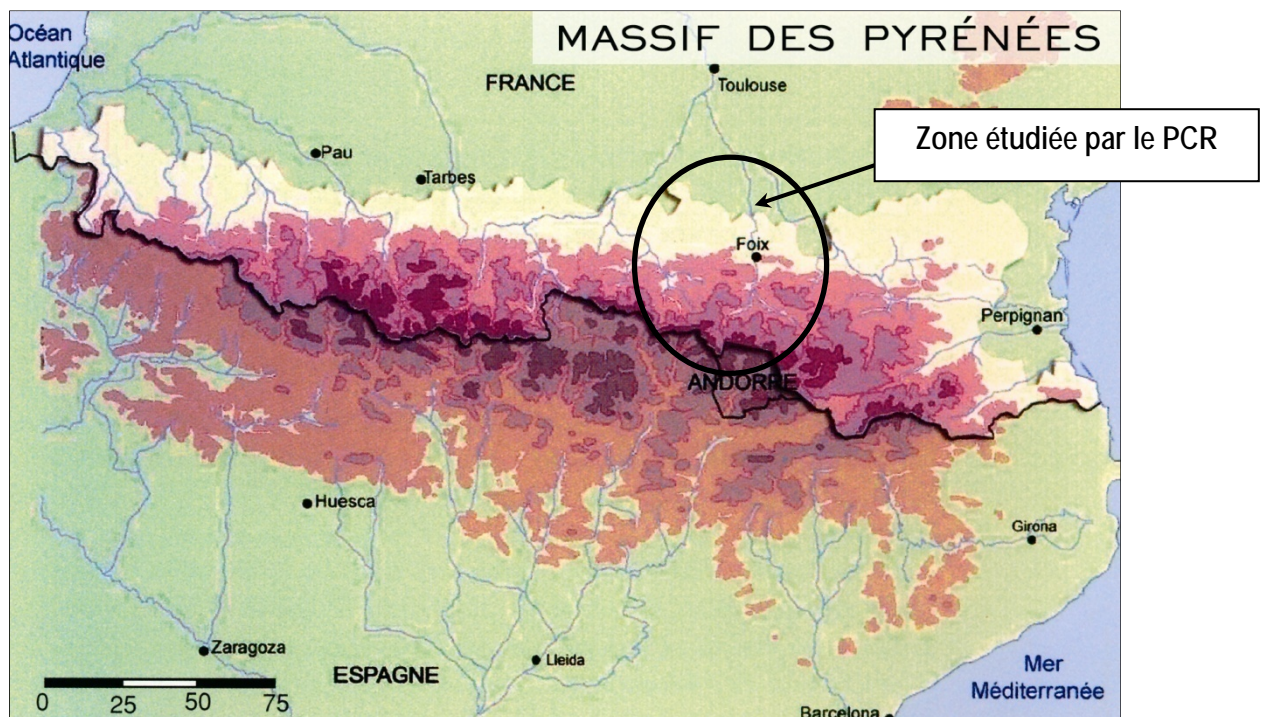 MASSIF DES PYRÉNÉES
Océan
Atlantique
FRANCE
Toulouse
Zone étudiée par le PCR
Pau
Tarbes
Foix
Perpignan
ANDORRE
Huesca
Girona
Zaragoza
Lleida
ESPAGNE
Mer
Méditerranée
0 25 50 75
Barcelona